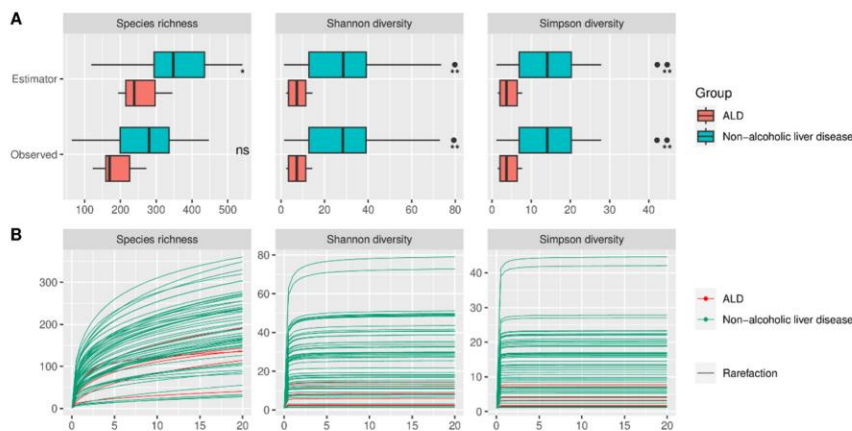 A
Species richness
Shannon diversity
Simpson diversity
Estimator
Observed
*
**
**
ns
**
**
100 200 300 400 500
0 20 40 60 80
0 10 20 30 40
Group
ALD
Non-alcoholic liver disease
B
Species richness
Shannon diversity
Simpson diversity
300
200
100
0
80
60
40
20
0
40
30
20
10
0
0 5 10 15 20
0 5 10 15 20
0 5 10 15 20
ALD
Non-alcoholic liver disease
Rarefaction